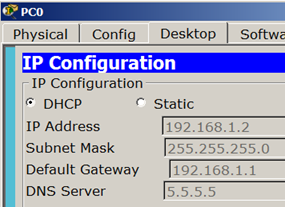 PC0
Physical Config Desktop Softwa
IP Configuration
IP Configuration
DHCP Static
IP Address 192.168.1.2
Subnet Mask 255.255.255.0
Default Gateway 192.168.1.1
DNS Server 5.5.5.5